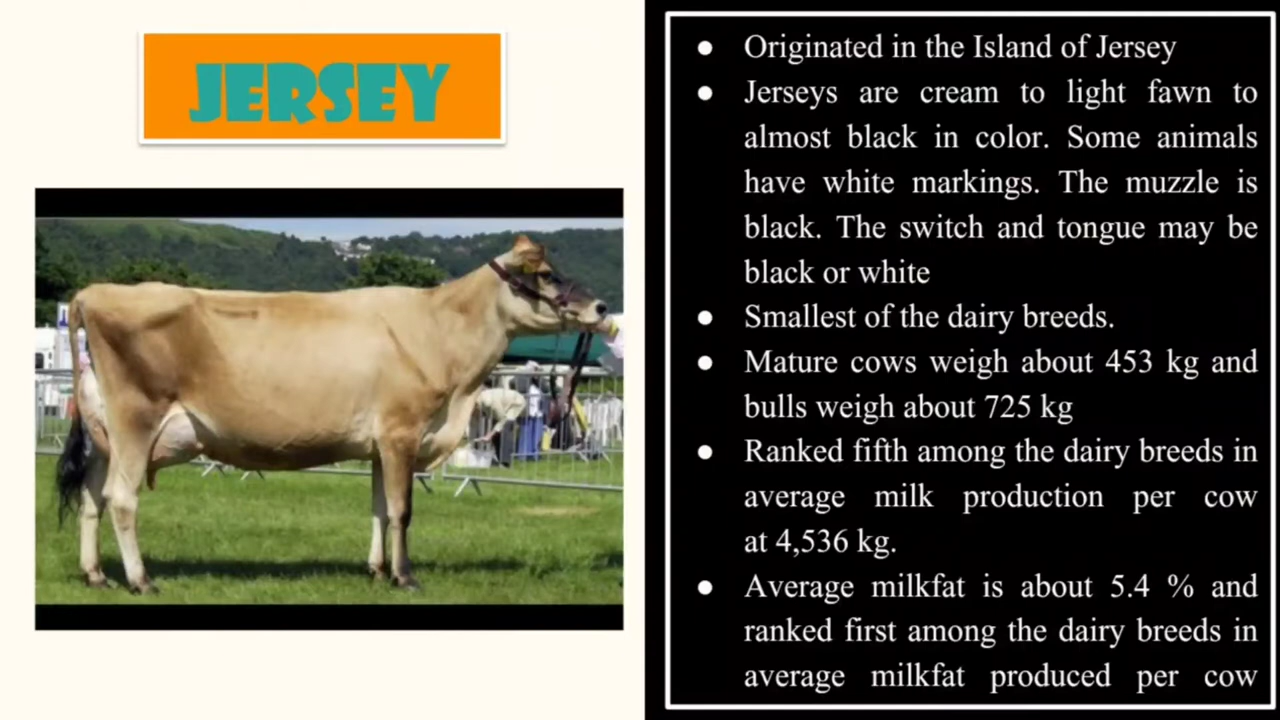 JERSEY
● Originated in the Island of Jersey
● Jerseys are cream to light fawn to
almost black in color. Some animals
have white markings. The muzzle is
black. The switch and tongue may be
black or white
● Smallest of the dairy breeds.
● Mature cows weigh about 453 kg and
bulls weigh about 725 kg
● Ranked fifth among the dairy breeds in
average milk production per cow
at 4,536 kg.
● Average milkfat is about 5.4 % and
ranked first among the dairy breeds in
average milkfat produced per cow